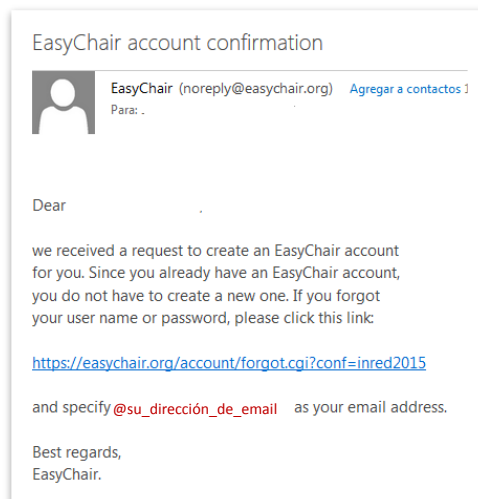 EasyChair account confirmation
EasyChair (noreply@easychair.org) Agregar a contactos 1
Para: .
Dear .
we received a request to create an EasyChair account
for you. Since you already have an EasyChair account,
you do not have to create a new one. If you forgot
your user name or password, please click this link:
https://easychair.org/account/forgot.cgi?conf=inred2015
and specify @su_dirección_de_email as your email address.
Best regards,
EasyChair.